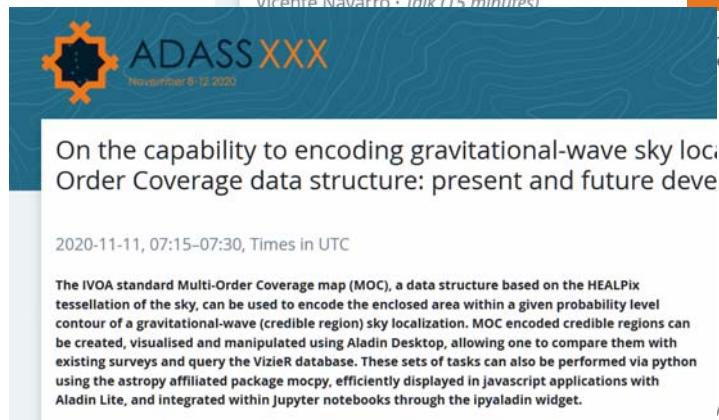 Vicente Navarro • Talk (15 minutes)
ADASS XXX
November 8-12 2020
On the capability to encoding gravitational-wave sky
Order Coverage data structure: present and future
2020-11-11, 07:15–07:30, Times in UTC
The IVOA standard Multi-Order Coverage map (MOC), a data structure based on the HEALPix
tessellation of the sky, can be used to encode the enclosed area within a given probability level
contour of a gravitational-wave (credible region) sky localization. MOC encoded credible regions can
be created, visualised and manipulated using Aladin Desktop, allowing one to compare them with
existing surveys and query the VizieR database. These sets of tasks can also be performed via python
using the astropy affiliated package mocpy, efficiently displayed in javascript applications with
Aladin Lite, and integrated within Jupyter notebooks through the ipyaladin widget.